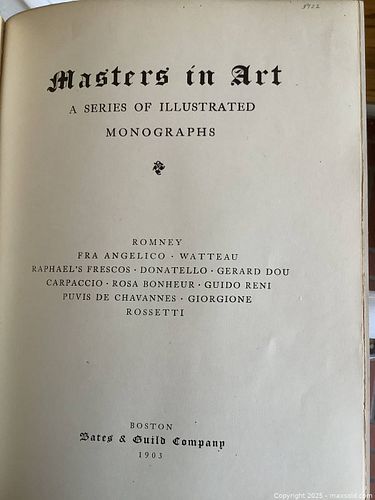 Masters in Art
A SERIES OF ILLUSTRATED
MONOGRAPHS
ROMNEY
FRA ANGELICO · WATTEAU
RAPHAEL'S FRESCOS · DONATELLO · GERARD DOU
CARPACCIO · ROSA BONHEUR · GUIDO RENI
PUVIS DE CHAVANNES · GIORGIONE
ROSSETTI
BOSTON
Bates & Guild Company
1903
Copyright 2025 - maxsold.com